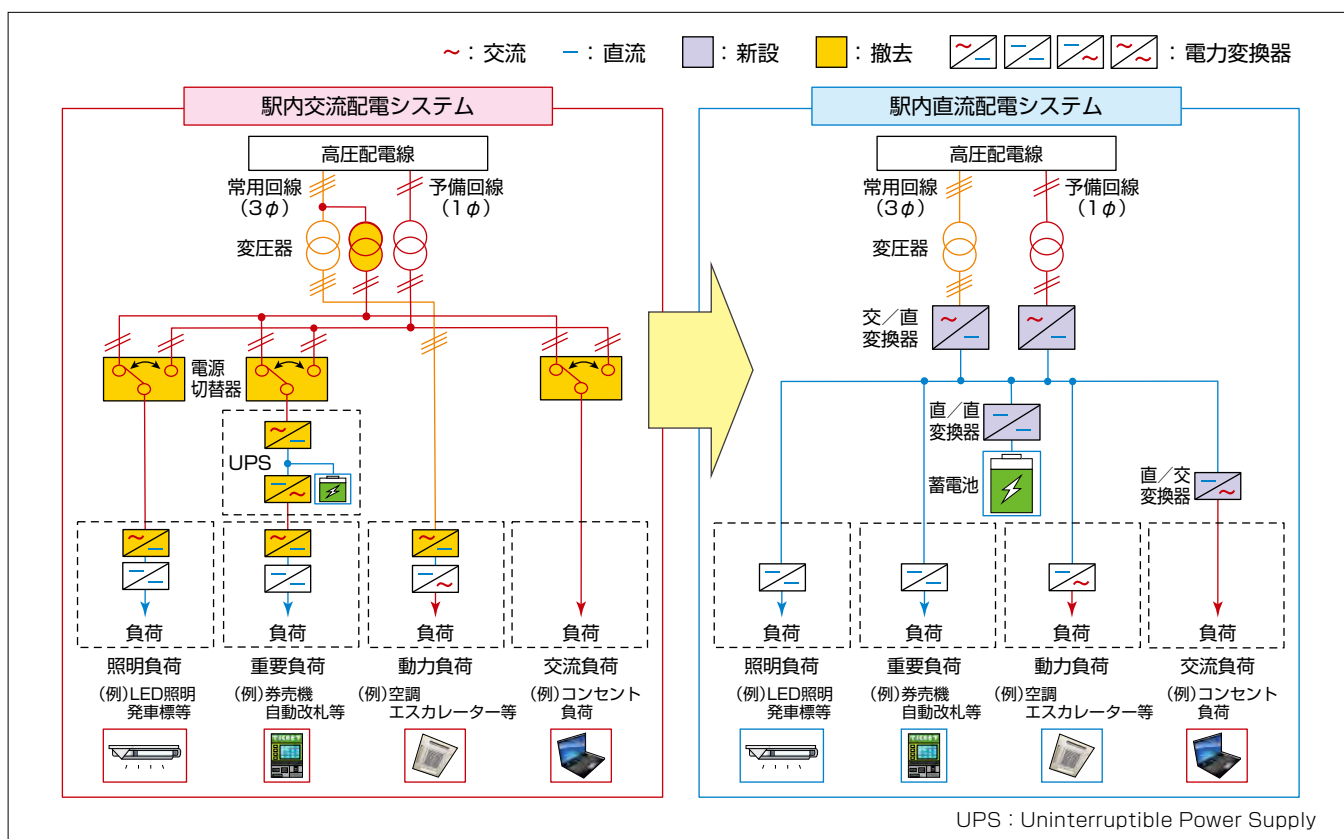 ～：交流 －：直流 ：新設 ：撤去 ：電力変換器
駅内交流配電システム
高圧配電線
常用回線
（3φ）
予備回線
（1φ）
変圧器
電源
切替器
UPS
負荷
負荷
負荷
負荷
照明負荷
重要負荷
動力負荷
交流負荷
（例）LED照明
発車標等
（例）券売機
自動改札等
（例）空調
エスカレーター等
（例）コンセント
負荷
駅内直流配電システム
高圧配電線
常用回線
（3φ）
予備回線
（1φ）
変圧器
交／直
変換器
直／直
変換器
蓄電池
直／交
変換器
負荷
負荷
負荷
負荷
照明負荷
重要負荷
動力負荷
交流負荷
（例）LED照明
発車標等
（例）券売機
自動改札等
（例）空調
エスカレーター等
（例）コンセント
負荷
UPS：Uninterruptible Power Supply